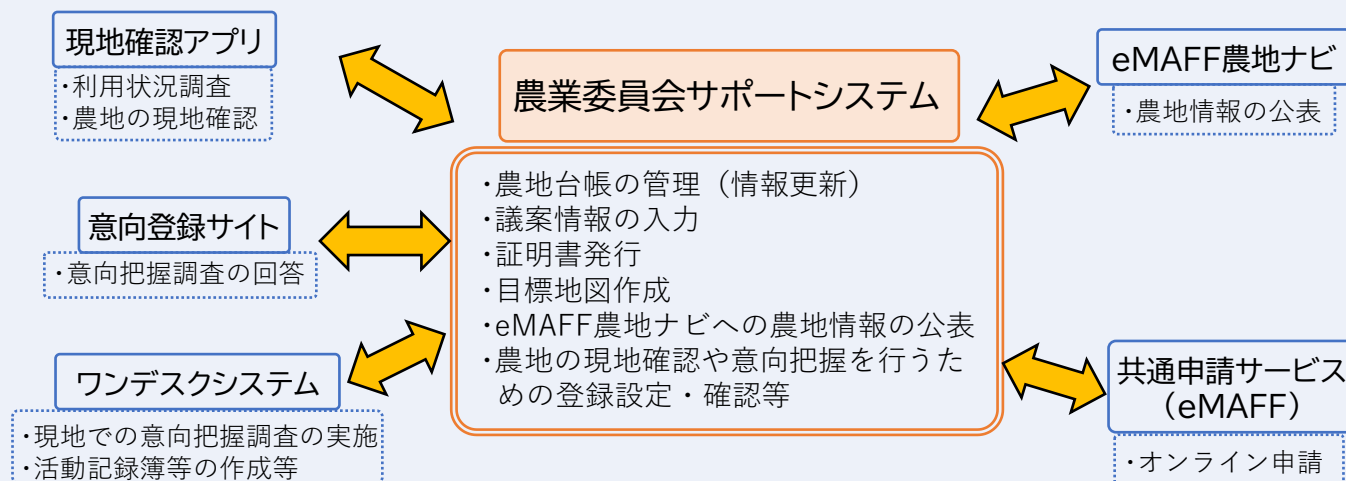 現地確認アプリ
・利用状況調査
・農地の現地確認
意向登録サイト
・意向把握調査の回答
ワンデスクシステム
・現地での意向把握調査の実施
・活動記録簿等の作成等
農業委員会サポートシステム
・農地台帳の管理（情報更新）
・議案情報の入力
・証明書発行
・目標地図作成
・eMAFF農地ナビへの農地情報の公表
・農地の現地確認や意向把握を行うた
めの登録設定・確認等
eMAFF農地ナビ
・農地情報の公表
共通申請サービス
（eMAFF）
・オンライン申請